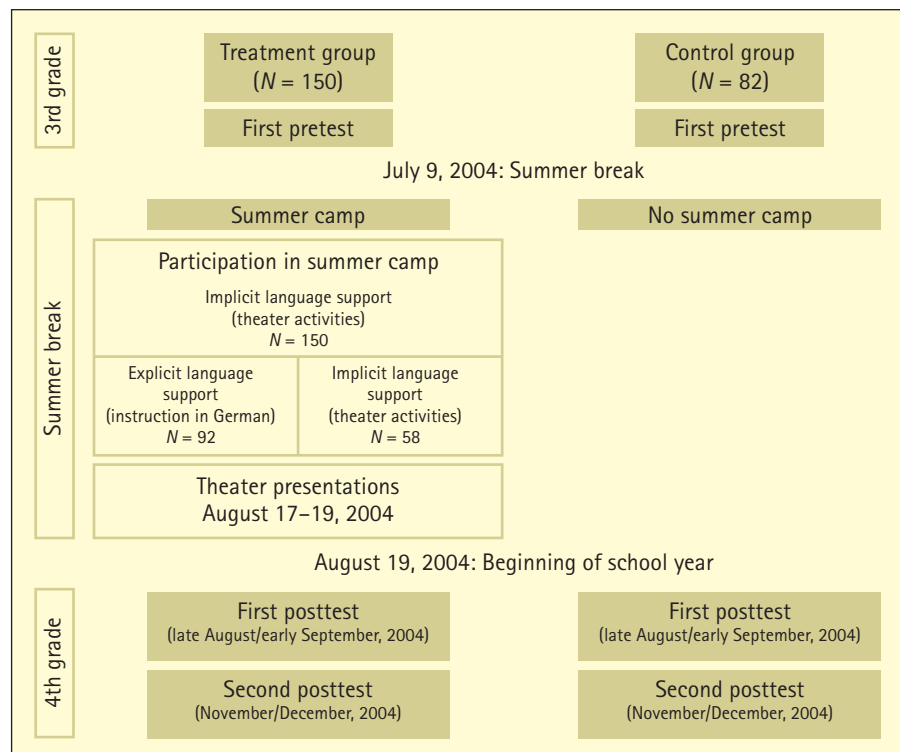 3rd grade
Treatment group
(N = 150)
Control group
(N = 82)
First pretest
First pretest
July 9, 2004: Summer break
Summer break
Summer camp
No summer camp
Participation in summer camp
Implicit language support
(theater activities)
N = 150
Explicit language
support
(instruction in German)
N = 92
Implicit language
support
(theater activities)
N = 58
Theater presentations
August 17–19, 2004
August 19, 2004: Beginning of school year
4th grade
First posttest
(late August/early September, 2004)
First posttest
(late August/early September, 2004)
Second posttest
(November/December, 2004)
Second posttest
(November/December, 2004)